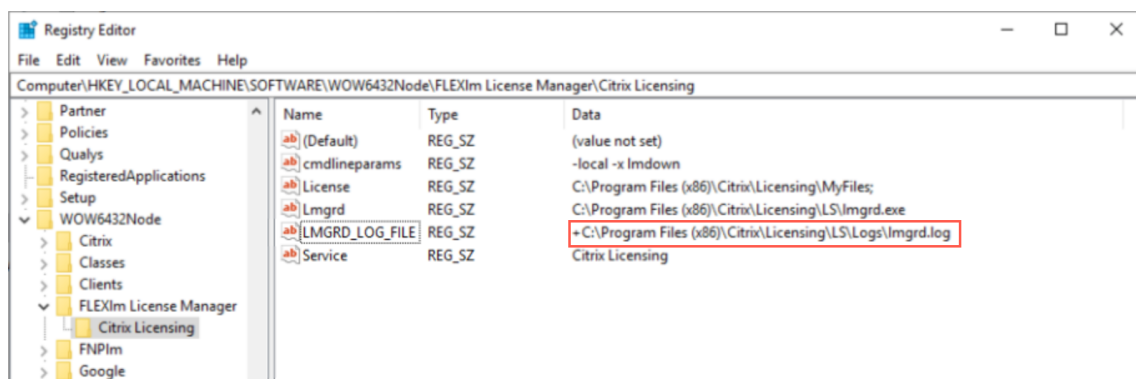 Registry Editor
File Edit View Favorites Help
Computer\HKEY_LOCAL_MACHINE\SOFTWARE\WOW6432Node\FLEXlm License Manager\Citrix Licensing
Partner
Policies
Qualys
RegisteredApplications
Setup
WOW6432Node
Citrix
Classes
Clients
FLEXlm License Manager
Citrix Licensing
FNPlm
Google
Name Type Data
(Default) REG_SZ (value not set)
cmdlineparams REG_SZ -local -x lmdown
License REG_SZ C:\Program Files (x86)\Citrix\Licensing\MyFiles;
Lmgrd REG_SZ C:\Program Files (x86)\Citrix\Licensing\LS\lmgrd.exe
LMGRD_LOG_FILE REG_SZ +C:\Program Files (x86)\Citrix\Licensing\LS\Logs\lmgrd.log
Service REG_SZ Citrix Licensing